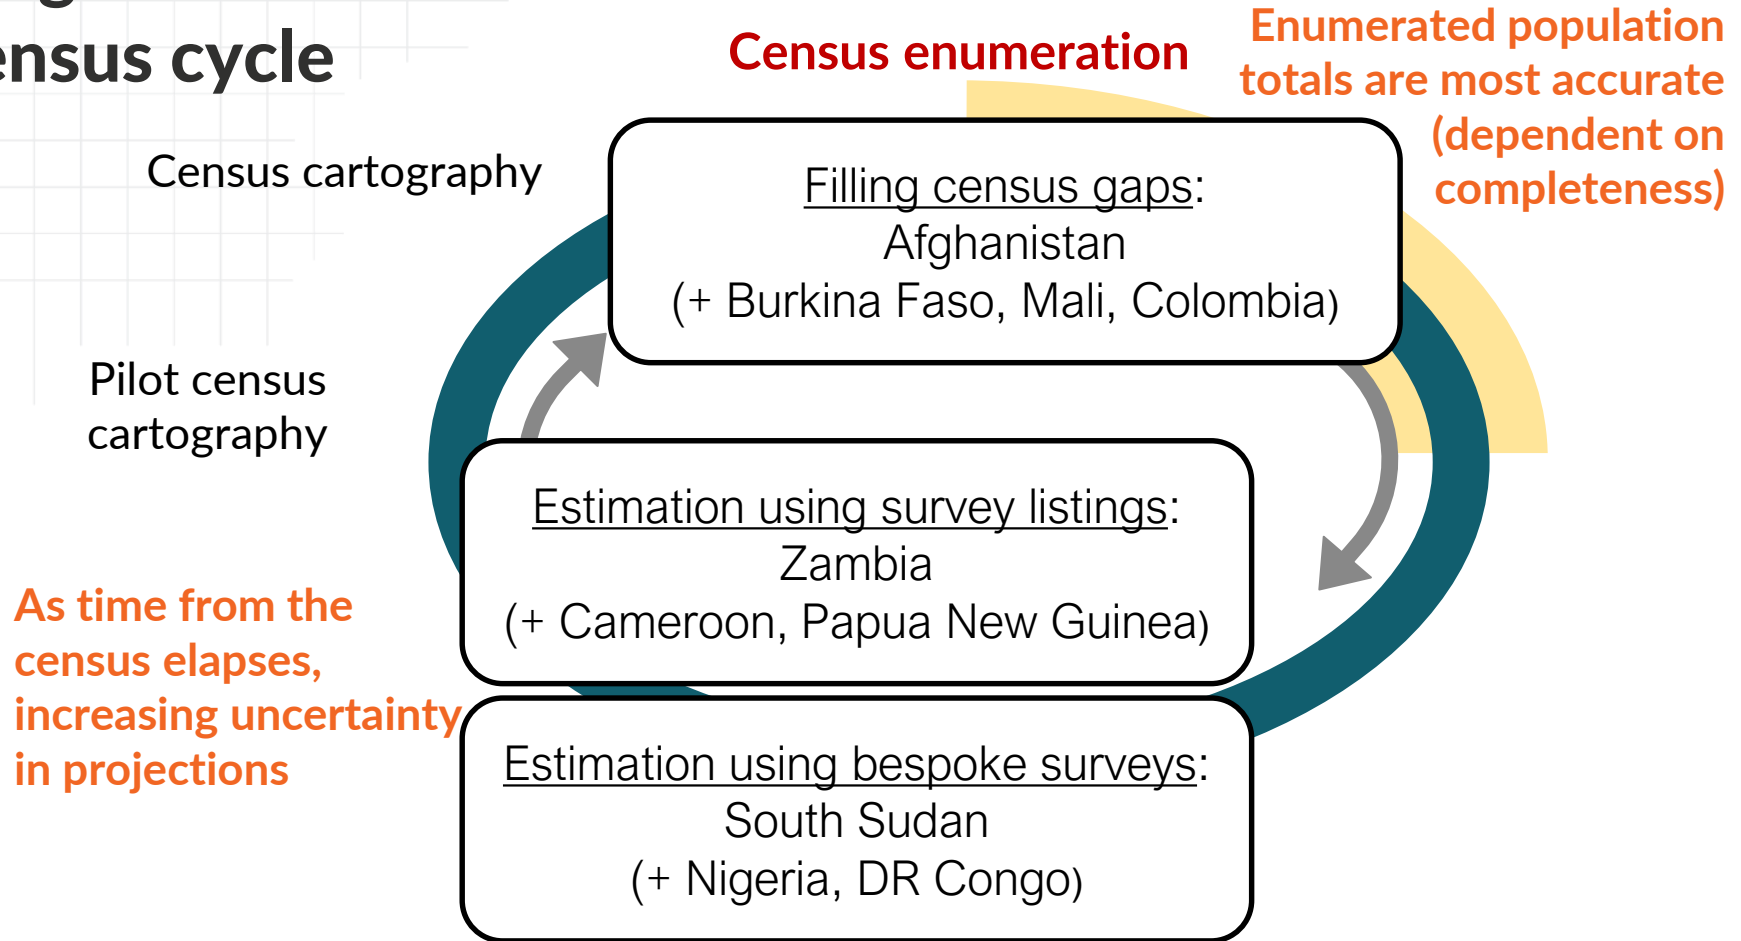 census cycle
Census enumeration
Enumerated population
totals are most accurate
(dependent on
completeness)
Census cartography
Filling census gaps:
Afghanistan
(+ Burkina Faso, Mali, Colombia)
Pilot census
cartography
Estimation using survey listings:
Zambia
(+ Cameroon, Papua New Guinea)
As time from the
census elapses,
increasing uncertainty
in projections
Estimation using bespoke surveys:
South Sudan
(+ Nigeria, DR Congo)